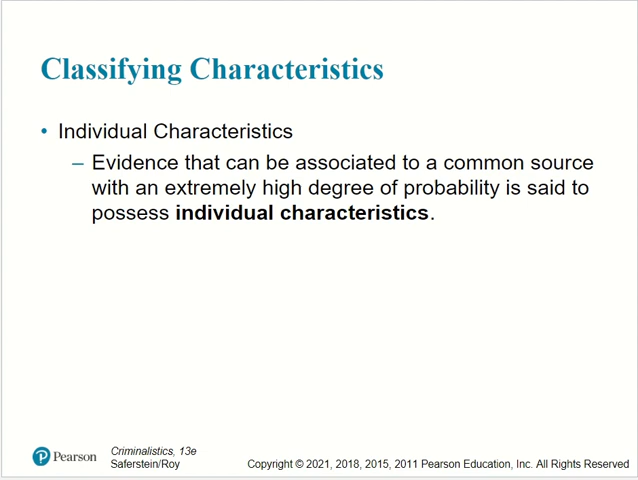 Classifying Characteristics
• Individual Characteristics
– Evidence that can be associated to a common source
with an extremely high degree of probability is said to
possess individual characteristics.
Pearson
Criminalistics, 13e
Saferstein/Roy
Copyright © 2021, 2018, 2015, 2011 Pearson Education, Inc. All Rights Reserved